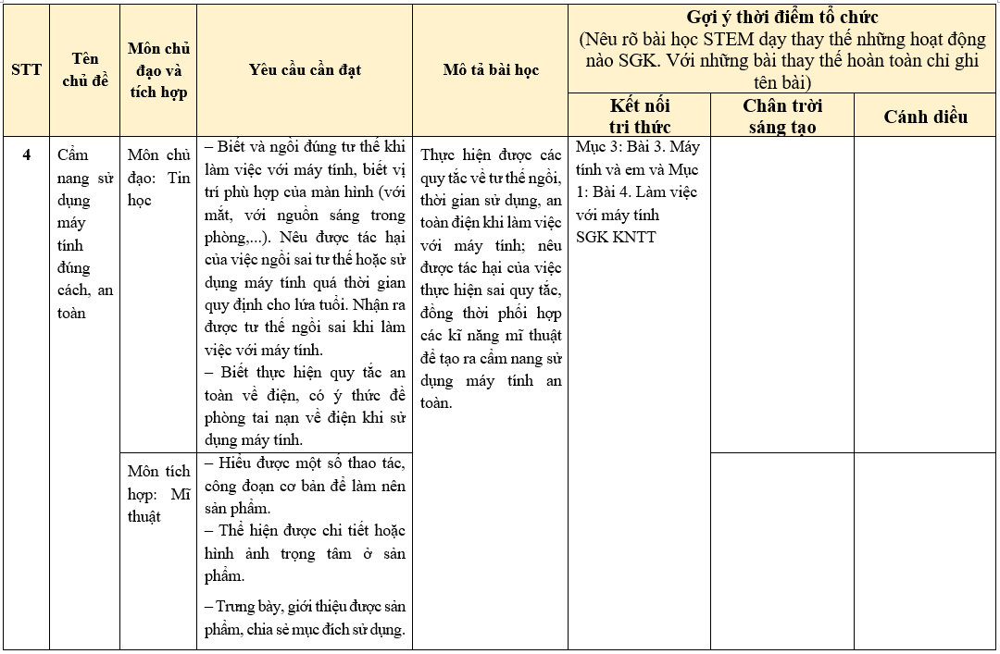 STT
Tên
chủ đề
Môn chủ
đạo và
tích hợp
Yêu cầu cần đạt
Mô tả bài học
Gợi ý thời điểm tổ chức
(Nêu rõ bài học STEM dạy thay thế những hoạt động
nào SGK. Với những bài thay thế hoàn toàn chỉ ghi
tên bài)
Kết nối
tri thức
Chân trời
sáng tạo
Cánh diều
4
Cẩm
nang sử
dụng
máy
tính
đúng
cách, an
toàn
Môn chủ
đạo: Tin
học
– Biết và ngồi đúng tư thế khi
làm việc với máy tính, biết vị
trí phù hợp của màn hình (với
mắt, với nguồn sáng trong
phòng,...). Nêu được tác hại
của việc ngồi sai tư thế hoặc sử
dụng máy tính quá thời gian
quy định cho lứa tuổi. Nhận ra
được tư thế ngồi sai khi làm
việc với máy tính.
– Biết thực hiện quy tắc an
toàn về điện, có ý thức đề
phòng tai nạn về điện khi sử
dụng máy tính.
Thực hiện được các
quy tắc về tư thế ngồi,
thời gian sử dụng, an
toàn điện khi làm việc
với máy tính; nêu
được tác hại của việc
thực hiện sai quy tắc,
đồng thời phối hợp
các kĩ năng mĩ thuật
để tạo ra cẩm nang sử
dụng máy tính an
toàn.
Mục 3: Bài 3. Máy
tính và em và Mục
1: Bài 4. Làm việc
với máy tính
SGK KNTT
Môn tích
hợp: Mĩ
thuật
– Hiểu được một số thao tác,
công đoạn cơ bản để làm nên
sản phẩm.
– Thể hiện được chi tiết hoặc
hình ảnh trọng tâm ở sản
phẩm.
– Trưng bày, giới thiệu được sản
phẩm, chia sẻ mục đích sử dụng.